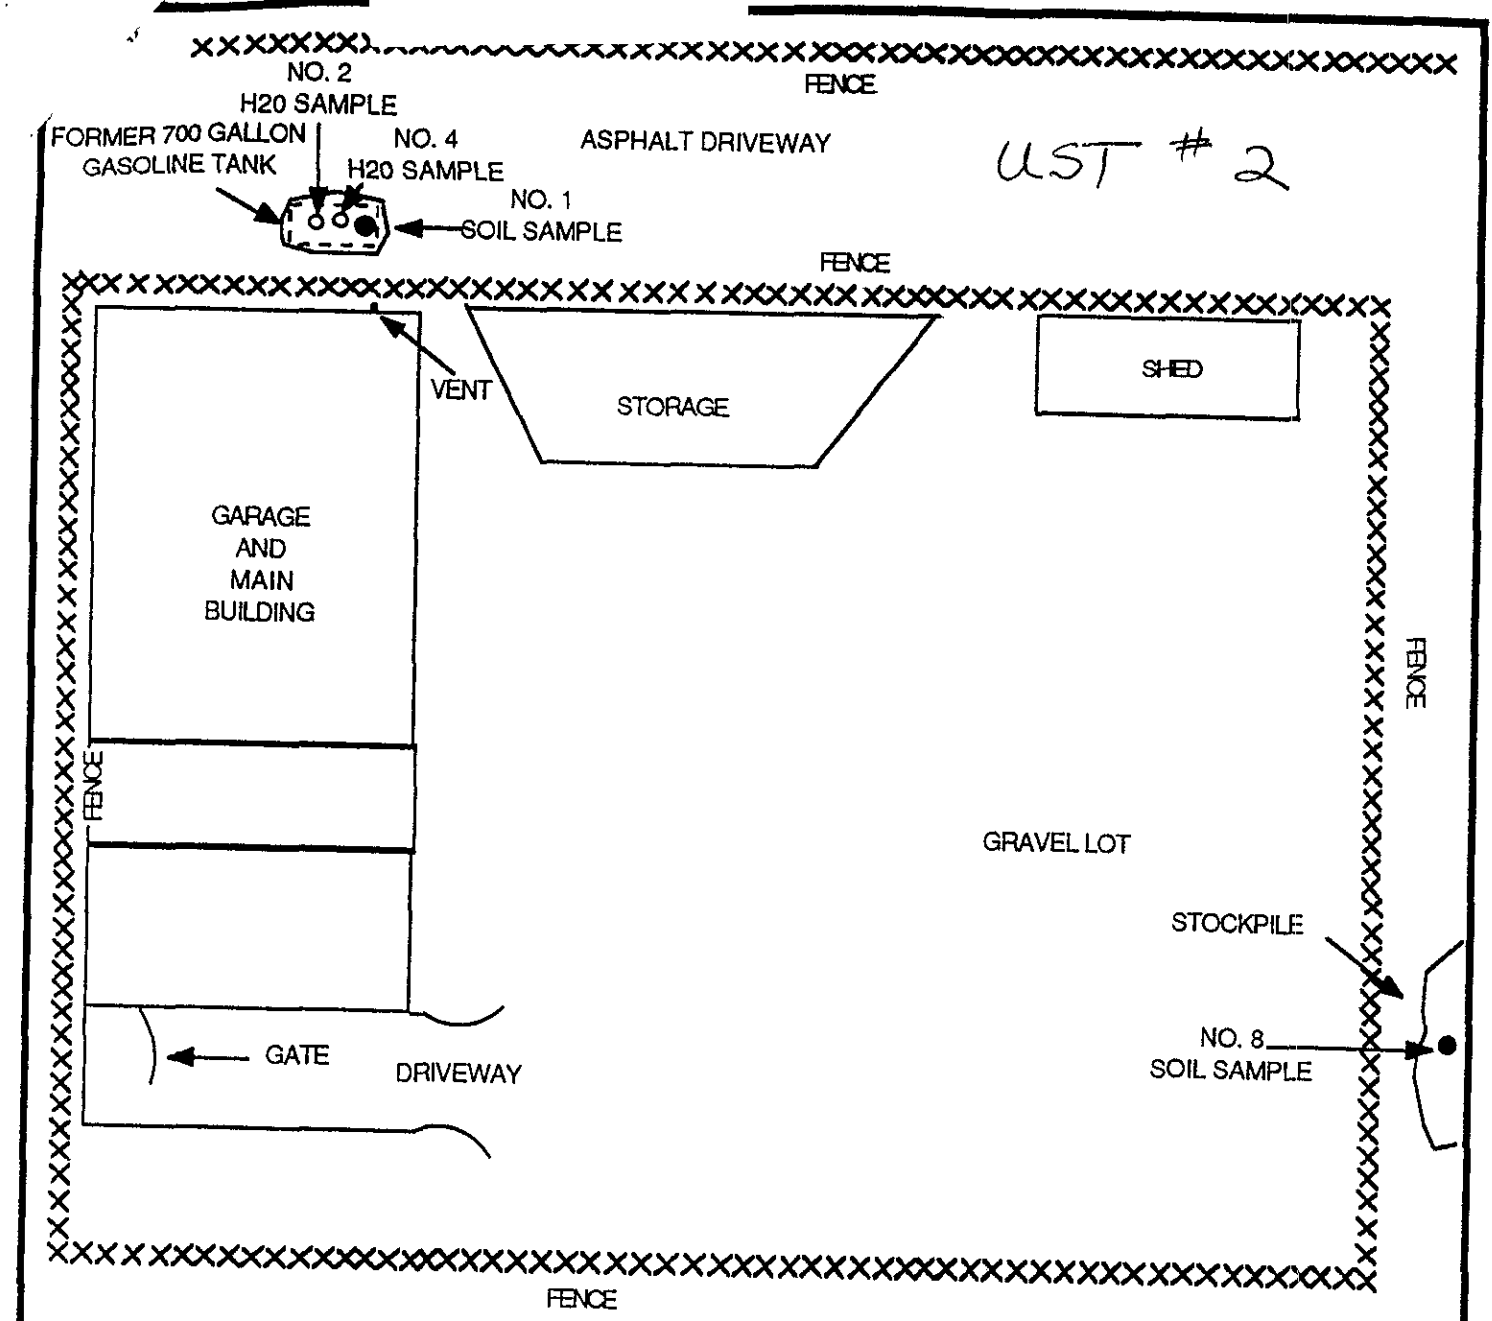 FENCE
NO. 2
H20 SAMPLE
FORMER 700 GALLON
GASOLINE TANK
NO. 4
H20 SAMPLE
ASPHALT DRIVEWAY
UST # 2
NO. 1
SOIL SAMPLE
FENCE
VENT
STORAGE
SHED
GARAGE
AND
MAIN
BUILDING
FENCE
FENCE
GRAVEL LOT
STOCKPILE
NO. 8
SOIL SAMPLE
GATE
DRIVEWAY
FENCE